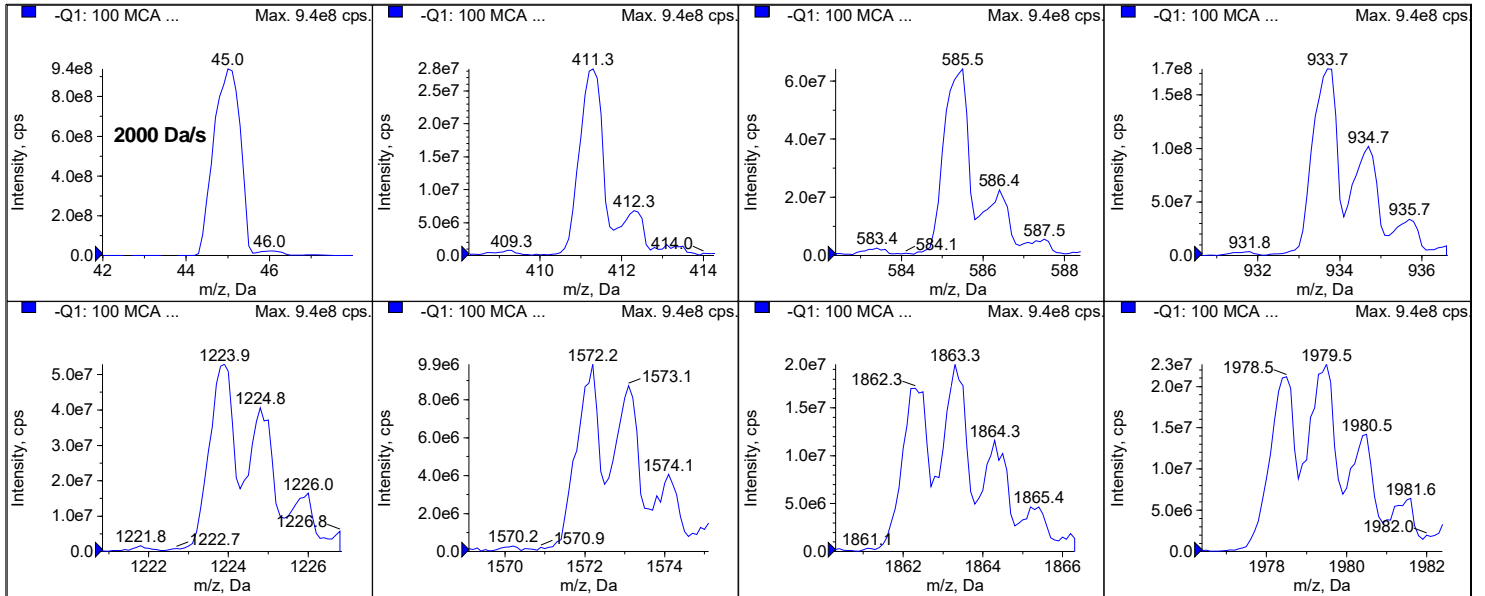 -Q1: 100 MCA ... Max. 9.4e8 cps.
45.0
9.4e8
8.0e8
6.0e8
4.0e8
2.0e8
0.0
2000 Da/s
46.0
42 44 46
m/z, Da
Intensity, cps
-Q1: 100 MCA ... Max. 9.4e8 cps.
411.3
2.8e7
2.0e7
1.5e7
1.0e7
5.0e6
0.0
412.3
409.3
414.0
410 412 414
m/z, Da
Intensity, cps
-Q1: 100 MCA ... Max. 9.4e8 cps.
585.5
6.0e7
4.0e7
2.0e7
0.0
586.4
587.5
583.4
584.1
584 586 588
m/z, Da
Intensity, cps
-Q1: 100 MCA ... Max. 9.4e8 cps.
933.7
1.7e8
1.5e8
1.0e8
5.0e7
0.0
934.7
935.7
931.8
932 934 936
m/z, Da
Intensity, cps
-Q1: 100 MCA ... Max. 9.4e8 cps.
1223.9
5.0e7
4.0e7
3.0e7
2.0e7
1.0e7
0.0
1224.8
1226.0
1226.8
1221.8
1222.7
1222 1224 1226
m/z, Da
Intensity, cps
-Q1: 100 MCA ... Max. 9.4e8 cps.
1572.2
9.9e6
8.0e6
6.0e6
4.0e6
2.0e6
0.0
1573.1
1574.1
1570.2
1570.9
1570 1572 1574
m/z, Da
Intensity, cps
-Q1: 100 MCA ... Max. 9.4e8 cps.
1863.3
2.0e7
1.5e7
1.0e7
5.0e6
0.0
1862.3
1864.3
1865.4
1861.1
1862 1864 1866
m/z, Da
Intensity, cps
-Q1: 100 MCA ... Max. 9.4e8 cps.
1979.5
2.3e7
2.0e7
1.5e7
1.0e7
5.0e6
0.0
1978.5
1980.5
1981.6
1982.0
1978 1980 1982
m/z, Da
Intensity, cps